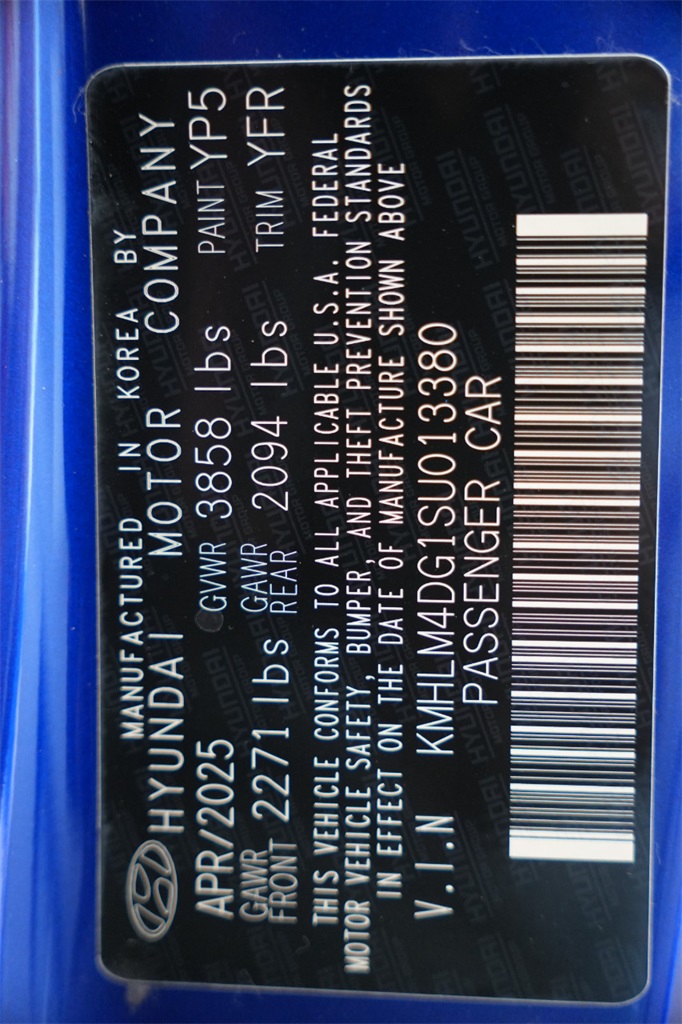 MANUFACTURED IN KOREA BY
HYUNDAI MOTOR COMPANY
APR/2025 GVWR 3858 lbs PAINT YP5
GAWR FRONT 2271 lbs GAWR REAR 2094 lbs TRIM YFR
THIS VEHICLE CONFORMS TO ALL APPLICABLE U.S.A. FEDERAL
MOTOR VEHICLE SAFETY, BUMPER, AND THEFT PREVENTION STANDARDS
IN EFFECT ON THE DATE OF MANUFACTURE SHOWN ABOVE
V.I.N KMHLM4DG1SU013380
PASSENGER CAR